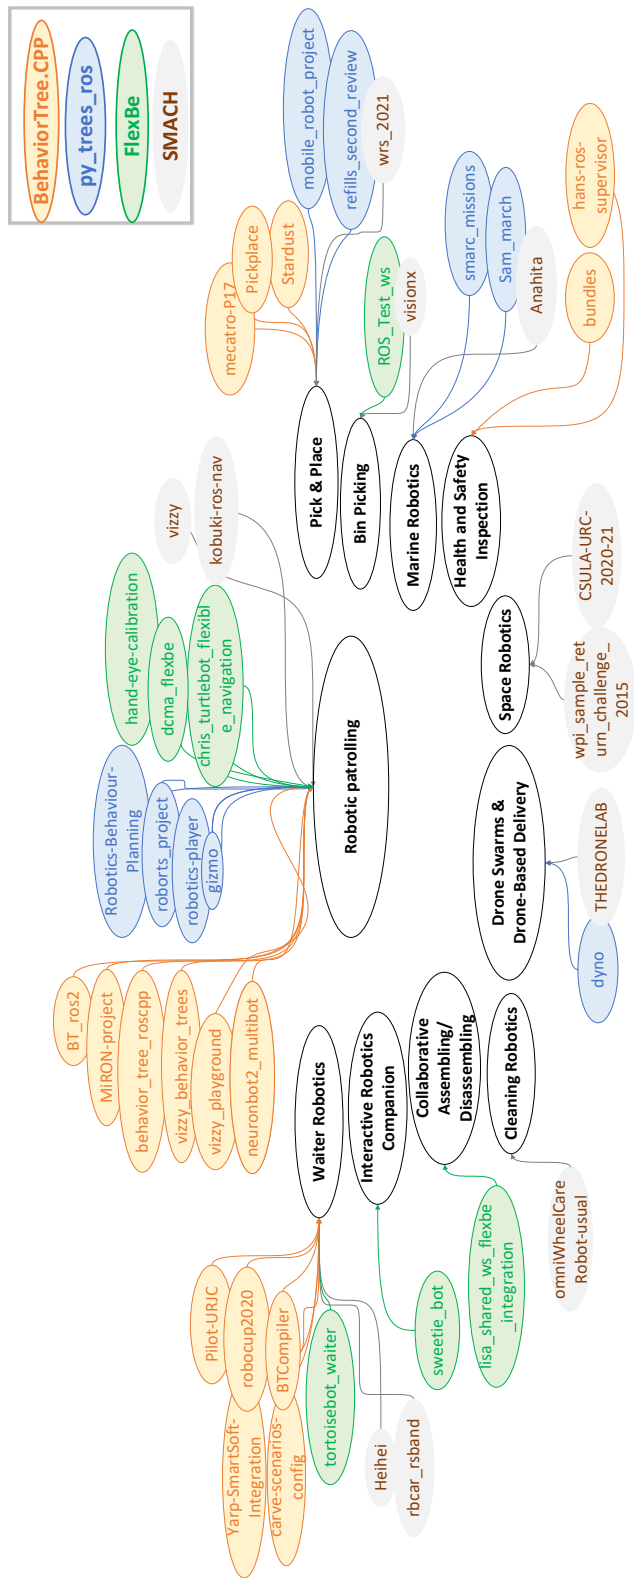 BehaviorTree.CPP
py_trees_ros
FlexBe
SMACH
Pilot-URJC
robocup2020
Yarp-SmartSoft-
Integration
BTCompiler
carve-scenarios-
config
tortoisebot_waiter
Heihei
rbcar_rsband
Waiter Robotics
sweetie_bot
Interactive Robotics
Companion
lisa_shared_ws_flexbe
_integration
Collaborative
Assembling/
Disassembling
omniWheelCare
Robot-usual
Cleaning Robotics
BT_ros2
MiRON-project
behavior_tree_roscpp
vizzy_behavior_trees
vizzy_playground
neuronbot2_multibot
Robotics-Behaviour-
Planning
roborts_project
robotics-player
gizmo
hand-eye-calibration
dcma_flexbe
chris_turtlebot_flexibl
e_navigation
vizzy
kobuki-ros-nav
Robotic patrolling
Drone Swarms &
Drone-Based Delivery
dyno
THEDRONELAB
Space Robotics
wpi_sample_ret
urn_challenge_
2015
CSULA-URC-
2020-21
mecatro-P17
Pickplace
Stardust
mobile_robot_project
refills_second_review
wrs_2021
Pick & Place
ROS_Test_ws
visionx
Bin Picking
smarc_missions
Sam_march
Anahita
Marine Robotics
bundles
hans-ros-
supervisor
Health and Safety
Inspection